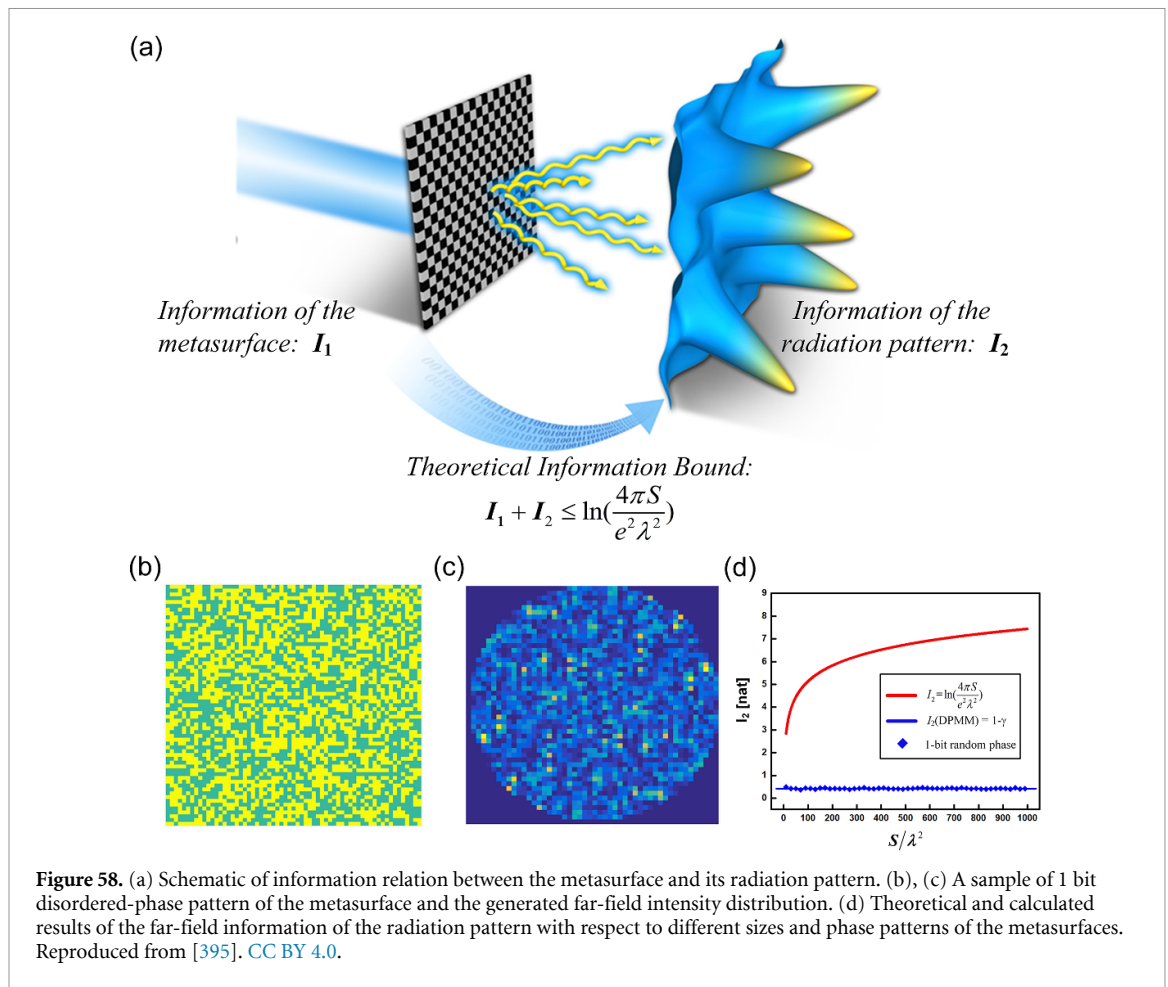 (a)
Information of the
metasurface: I₁
Information of the
radiation pattern: I₂
Theoretical Information Bound:
I₁ + I₂ ≤ ln(4πS/e²λ²)
(b)
(c)
(d)
9
8
7
6
5
4
3
2
1
0
I₂ [nat]
I₂=ln(4πS/e²λ²)
I₂(DPMM) = 1-γ
1-bit random phase
0 100 200 300 400 500 600 700 800 900 1000
S/λ²
Figure 58. (a) Schematic of information relation between the metasurface and its radiation pattern. (b), (c) A sample of 1 bit
disordered-phase pattern of the metasurface and the generated far-field intensity distribution. (d) Theoretical and calculated
results of the far-field information of the radiation pattern with respect to different sizes and phase patterns of the metasurfaces.
Reproduced from [395]. CC BY 4.0.